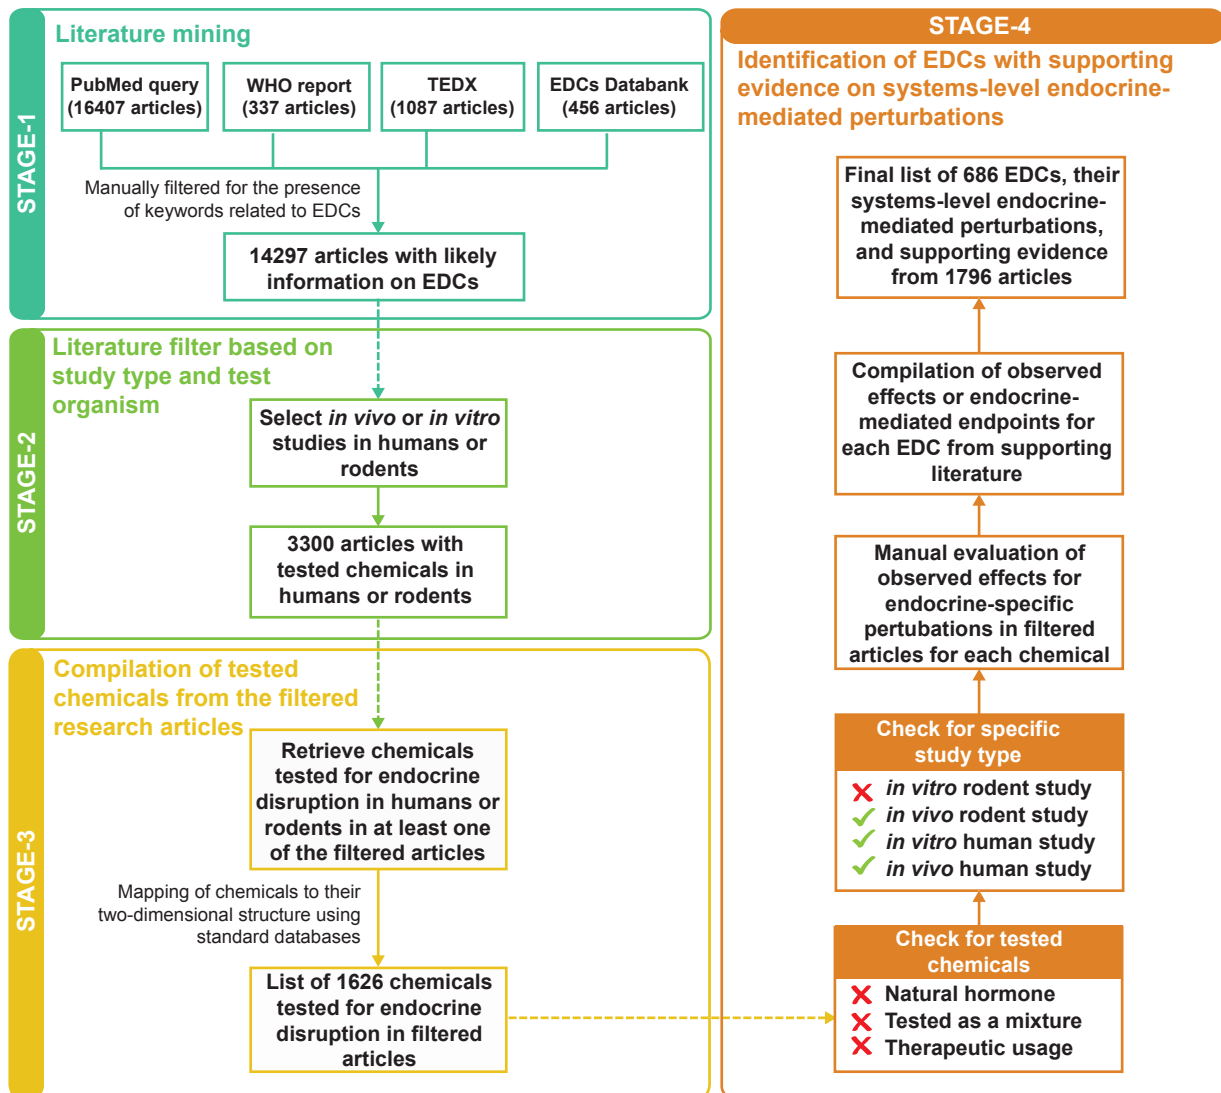 STAGE-1
Literature mining
PubMed query
(16407 articles)
WHO report
(337 articles)
TEDX
(1087 articles)
EDCs Databank
(456 articles)
Manually filtered for the presence
of keywords related to EDCs
14297 articles with likely
information on EDCs
STAGE-2
Literature filter based on
study type and test
organism
Select in vivo or in vitro
studies in humans or
rodents
3300 articles with
tested chemicals in
humans or rodents
STAGE-3
Compilation of tested
chemicals from the filtered
research articles
Retrieve chemicals
tested for endocrine
disruption in humans or
rodents in at least one
of the filtered articles
Mapping of chemicals to their
two-dimensional structure using
standard databases
List of 1626 chemicals
tested for endocrine
disruption in filtered
articles
STAGE-4
Identification of EDCs with supporting
evidence on systems-level endocrine-
mediated perturbations
Final list of 686 EDCs, their
systems-level endocrine-
mediated perturbations,
and supporting evidence
from 1796 articles
Compilation of observed
effects or endocrine-
mediated endpoints for
each EDC from supporting
literature
Manual evaluation of
observed effects for
endocrine-specific
pertubations in filtered
articles for each chemical
Check for specific
study type
in vitro rodent study
in vivo rodent study
in vitro human study
in vivo human study
Check for tested
chemicals
Natural hormone
Tested as a mixture
Therapeutic usage